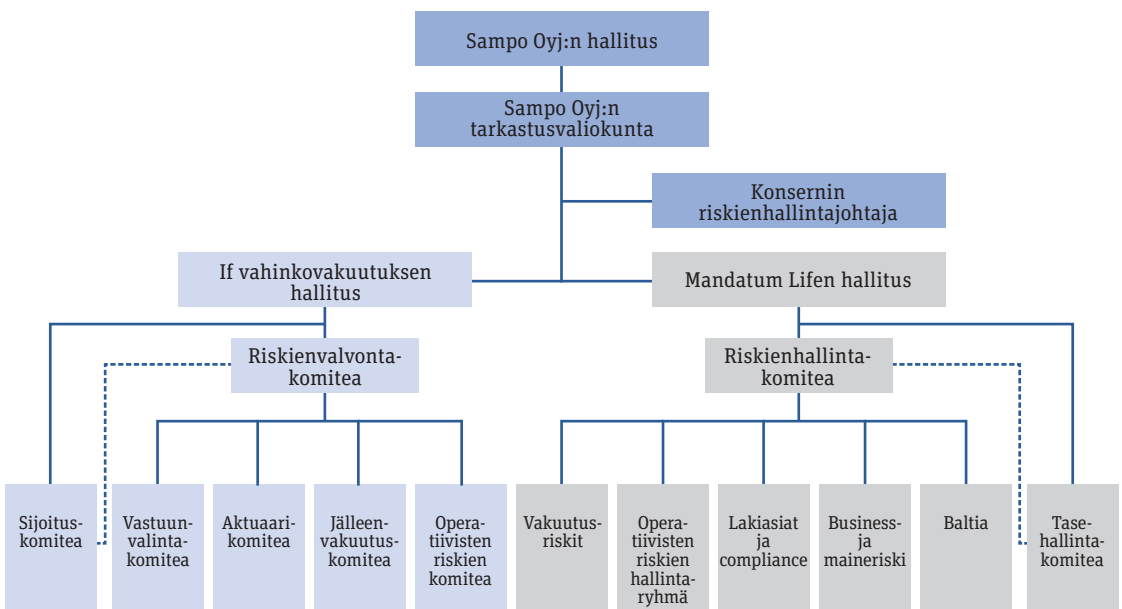 Sampo Oyj:n hallitus
Sampo Oyj:n
tarkastusvaliokunta
Konsernin
riskienhallintajohtaja
If vahinkovakuutuksen
hallitus
Mandatum Lifen hallitus
Riskienvalvonta-
komitea
Riskienhallinta-
komitea
Sijoitus-
komitea
Vastuun-
valinta-
komitea
Aktuaari-
komitea
Jälleen-
vakuutus-
komitea
Opera-
tiivisten
riskien
komitea
Vakuutus-
riskit
Opera-
tiivisten
riskien
hallinta-
ryhmä
Lakiasiat
ja
compliance
Business-
ja
maineriski
Baltia
Tase-
hallinta-
komitea